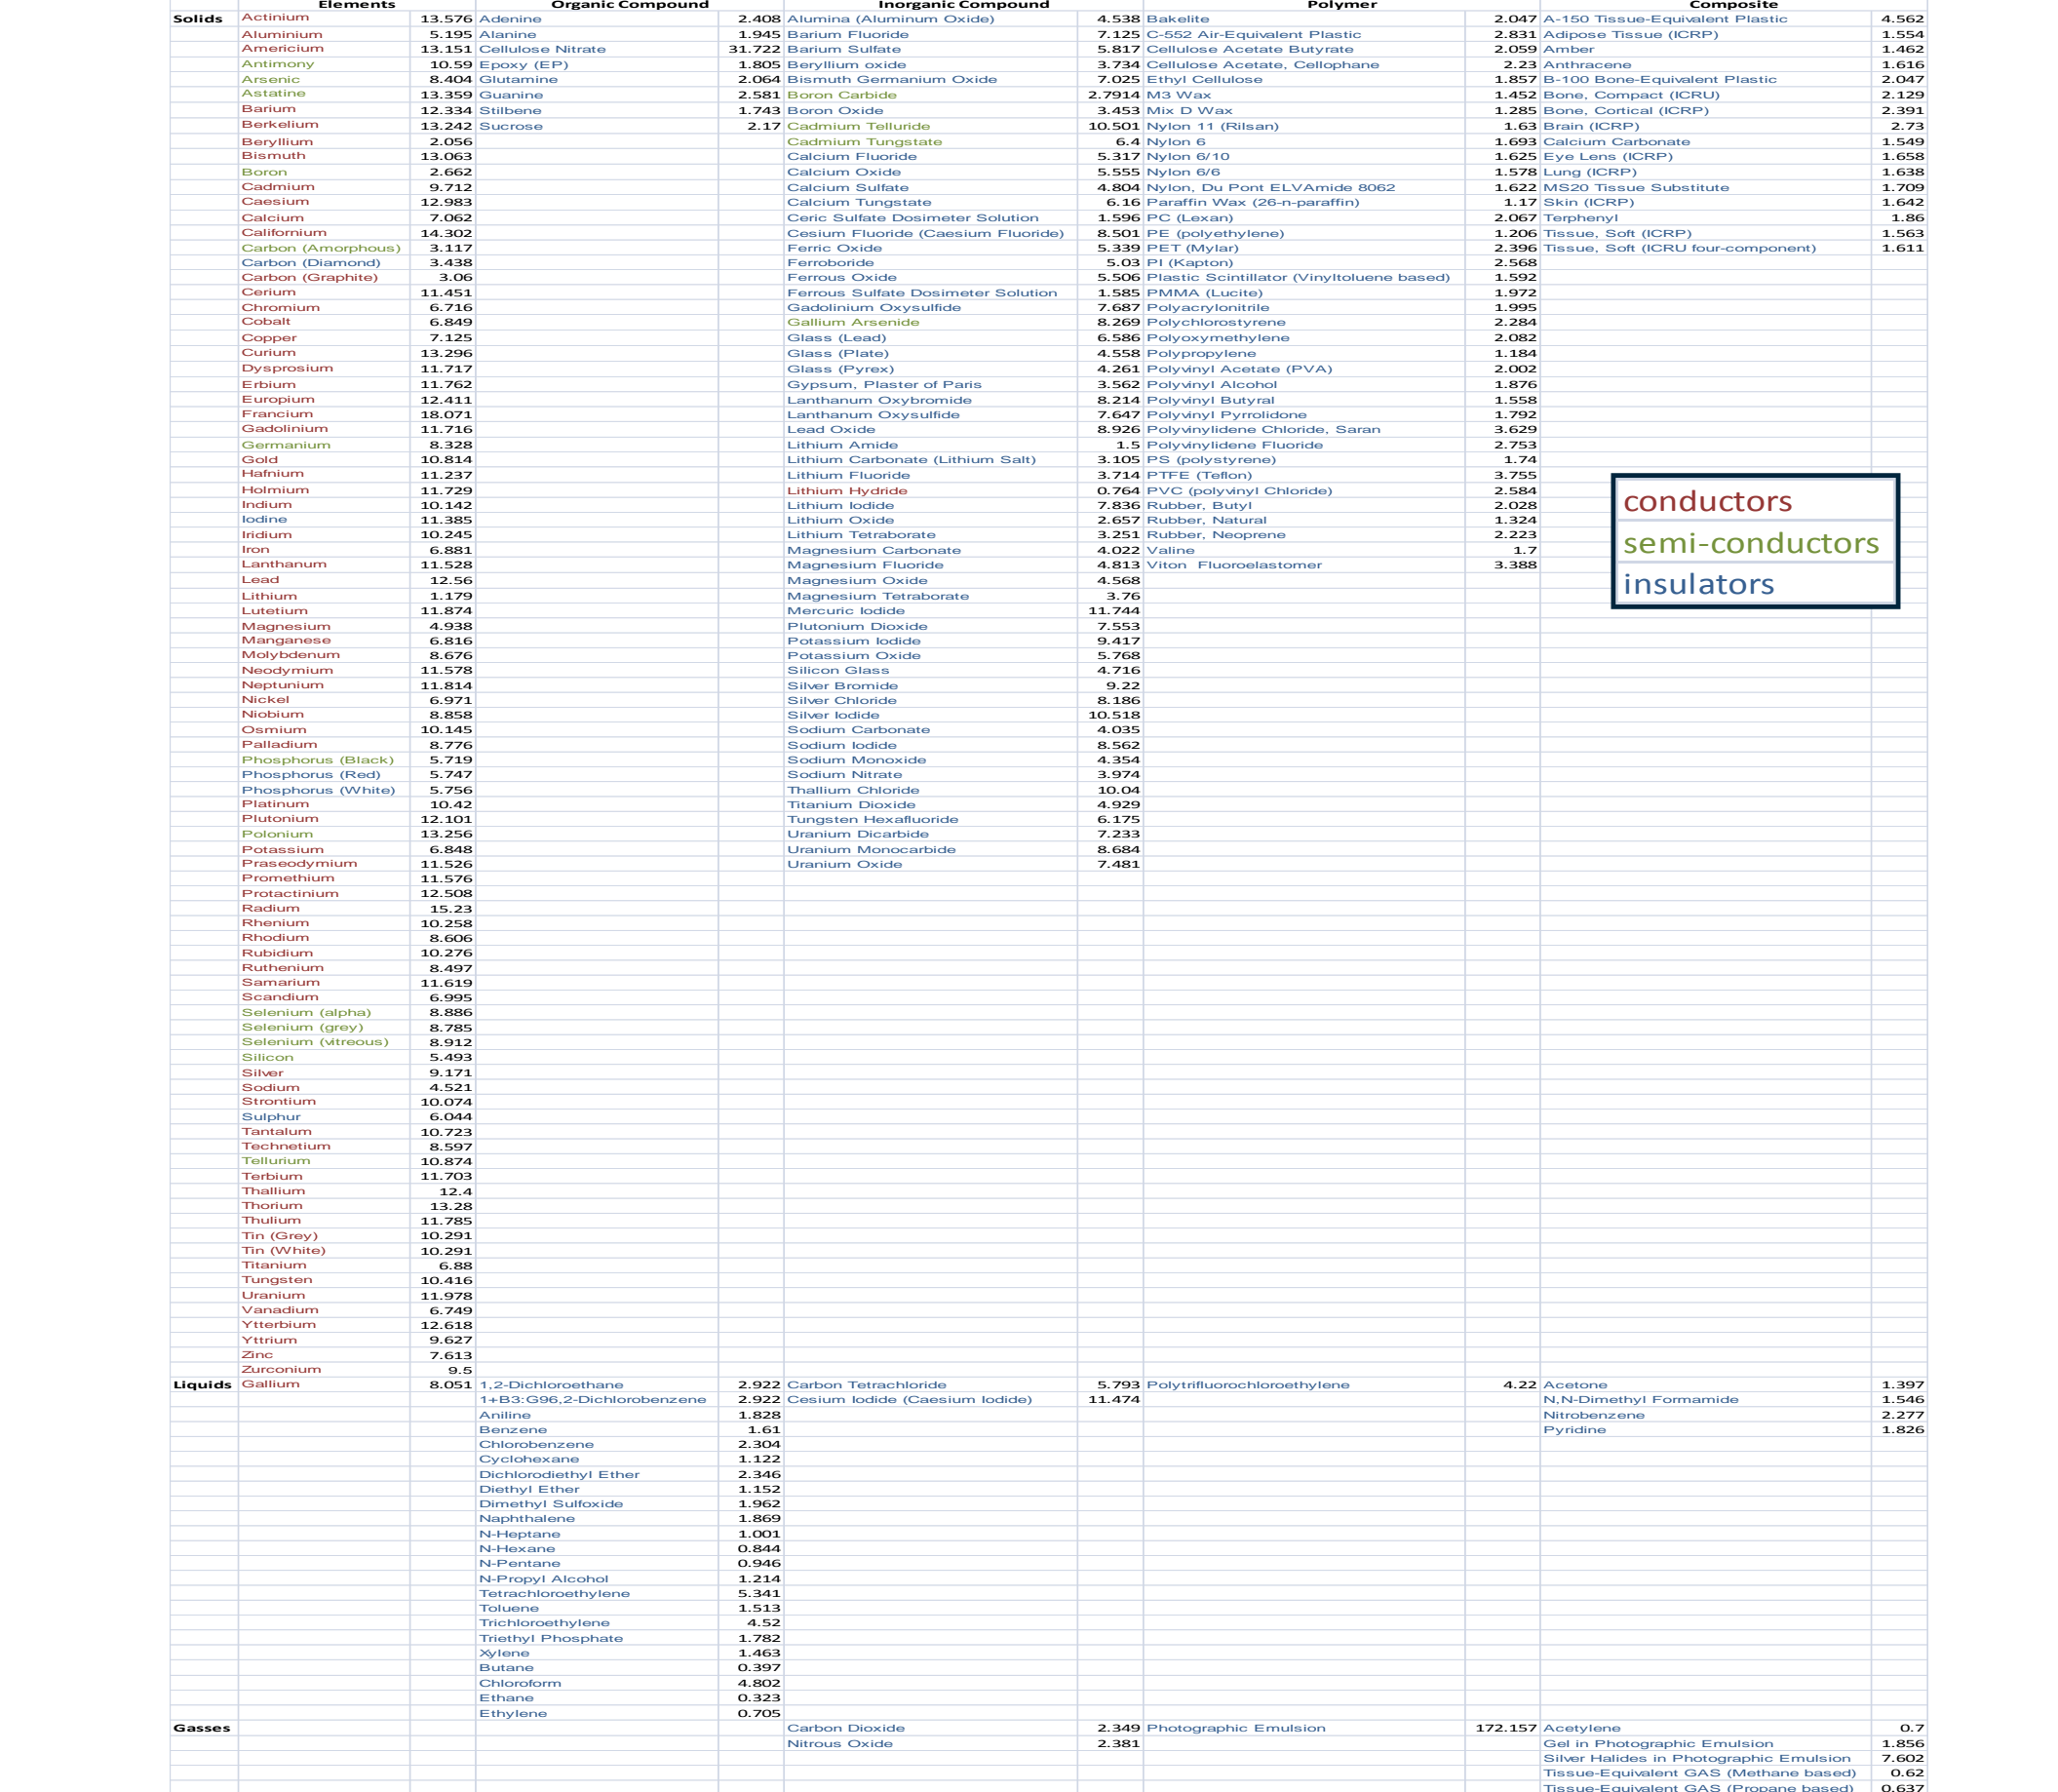 Elements Organic Compound Inorganic Compound Polymer Composite
Solids Actinium 13.576 Adenine 2.408 Alumina (Aluminum Oxide) 4.538 Bakelite 2.047 A-150 Tissue-Equivalent Plastic 4.562
Aluminium 5.195 Alanine 1.945 Barium Fluoride 7.125 C-552 Air-Equivalent Plastic 2.831 Adipose Tissue (ICRP) 1.554
Americium 13.151 Cellulose Nitrate 31.722 Barium Sulfate 5.817 Cellulose Acetate Butyrate 2.059 Amber 1.462
Antimony 10.59 Epoxy (EP) 1.805 Beryllium oxide 3.734 Cellulose Acetate, Cellophane 2.23 Anthracene 1.616
Arsenic 8.404 Glutamine 2.064 Bismuth Germanium Oxide 7.025 Ethyl Cellulose 1.857 B-100 Bone-Equivalent Plastic 2.047
Astatine 13.359 Guanine 2.581 Boron Carbide 2.7914 M3 Wax 1.452 Bone, Compact (ICRU) 2.129
Barium 12.334 Stilbene 1.743 Boron Oxide 3.453 Mix D Wax 1.285 Bone, Cortical (ICRP) 2.391
Berkelium 13.242 Sucrose 2.17 Cadmium Telluride 10.501 Nylon 11 (Rilsan) 1.63 Brain (ICRP) 2.73
Beryllium 2.056 Cadmium Tungstate 6.4 Nylon 6 1.693 Calcium Carbonate 1.549
Bismuth 13.063 Calcium Fluoride 5.317 Nylon 6/10 1.625 Eye Lens (ICRP) 1.658
Boron 2.662 Calcium Oxide 5.555 Nylon 6/6 1.578 Lung (ICRP) 1.638
Cadmium 9.712 Calcium Sulfate 4.804 Nylon, Du Pont ELVAmide 8062 1.622 MS20 Tissue Substitute 1.709
Caesium 12.983 Calcium Tungstate 6.16 Paraffin Wax (26-n-paraffin) 1.17 Skin (ICRP) 1.642
Calcium 7.062 Ceric Sulfate Dosimeter Solution 1.596 PC (Lexan) 2.067 Terphenyl 1.86
Californium 14.302 Cesium Fluoride (Caesium Fluoride) 8.501 PE (polyethylene) 1.206 Tissue, Soft (ICRP) 1.563
Carbon (Amorphous) 3.117 Ferric Oxide 5.339 PET (Mylar) 2.396 Tissue, Soft (ICRU four-component) 1.611
Carbon (Diamond) 3.438 Ferroboride 5.03 PI (Kapton) 2.568
Carbon (Graphite) 3.06 Ferrous Oxide 5.506 Plastic Scintillator (Vinyltoluene based) 1.592
Cerium 11.451 Ferrous Sulfate Dosimeter Solution 1.585 PMMA (Lucite) 1.972
Chromium 6.716 Gadolinium Oxysulfide 7.687 Polyacrylonitrile 1.995
Cobalt 6.849 Gallium Arsenide 8.269 Polychlorostyrene 2.284
Copper 7.125 Glass (Lead) 6.586 Polyoxymethylene 2.082
Curium 13.296 Glass (Plate) 4.558 Polypropylene 1.184
Dysprosium 11.717 Glass (Pyrex) 4.261 Polyvinyl Acetate (PVA) 2.002
Erbium 11.762 Gypsum, Plaster of Paris 3.562 Polyvinyl Alcohol 1.876
Europium 12.411 Lanthanum Oxybromide 8.214 Polyvinyl Butyral 1.558
Francium 18.071 Lanthanum Oxysulfide 7.647 Polyvinyl Pyrrolidone 1.792
Gadolinium 11.716 Lead Oxide 8.926 Polyvinylidene Chloride, Saran 3.629
Germanium 8.328 Lithium Amide 1.5 Polyvinylidene Fluoride 2.753
Gold 10.814 Lithium Carbonate (Lithium Salt) 3.105 PS (polystyrene) 1.74
Hafnium 11.237 Lithium Fluoride 3.714 PTFE (Teflon) 3.755
Holmium 11.729 Lithium Hydride 0.764 PVC (polyvinyl Chloride) 2.584
Indium 10.142 Lithium Iodide 7.836 Rubber, Butyl 2.028
Iodine 11.385 Lithium Oxide 2.657 Rubber, Natural 1.324
Iridium 10.245 Lithium Tetraborate 3.251 Rubber, Neoprene 2.223
Iron 6.881 Magnesium Carbonate 4.022 Valine 1.7
Lanthanum 11.528 Magnesium Fluoride 4.813 Viton Fluoroelastomer 3.388
Lead 12.56 Magnesium Oxide 4.568
Lithium 1.179 Magnesium Tetraborate 3.76
Lutetium 11.874 Mercuric Iodide 11.744
Magnesium 4.938 Plutonium Dioxide 7.553
Manganese 6.816 Potassium Iodide 9.417
Molybdenum 8.676 Potassium Oxide 5.768
Neodymium 11.578 Silicon Glass 4.716
Neptunium 11.814 Silver Bromide 9.22
Nickel 6.971 Silver Chloride 8.186
Niobium 8.858 Silver Iodide 10.518
Osmium 10.145 Sodium Carbonate 4.035
Palladium 8.776 Sodium Iodide 8.562
Phosphorus (Black) 5.719 Sodium Monoxide 4.354
Phosphorus (Red) 5.747 Sodium Nitrate 3.974
Phosphorus (White) 5.756 Thallium Chloride 10.04
Platinum 10.42 Titanium Dioxide 4.929
Plutonium 12.101 Tungsten Hexafluoride 6.175
Polonium 13.256 Uranium Dicarbide 7.233
Potassium 6.848 Uranium Monocarbide 8.684
Praseodymium 11.526 Uranium Oxide 7.481
Promethium 11.576
Protactinium 12.508
Radium 15.23
Rhenium 10.258
Rhodium 8.606
Rubidium 10.276
Ruthenium 8.497
Samarium 11.619
Scandium 6.995
Selenium (alpha) 8.886
Selenium (grey) 8.785
Selenium (vitreous) 8.912
Silicon 5.493
Silver 9.171
Sodium 4.521
Strontium 10.074
Sulphur 6.044
Tantalum 10.723
Technetium 8.597
Tellurium 10.874
Terbium 11.703
Thallium 12.4
Thorium 13.28
Thulium 11.785
Tin (Grey) 10.291
Tin (White) 10.291
Titanium 6.88
Tungsten 10.416
Uranium 11.978
Vanadium 6.749
Ytterbium 12.618
Yttrium 9.627
Zinc 7.613
Zurconium 9.5
Liquids Gallium 8.051 1,2-Dichloroethane 2.922 Carbon Tetrachloride 5.793 Polytrifluorochloroethylene 4.22 Acetone 1.397
1+B3:G96,2-Dichlorobenzene 2.922 Cesium Iodide (Caesium Iodide) 11.474 N,N-Dimethyl Formamide 1.546
Aniline 1.828 Nitrobenzene 2.277
Benzene 1.61 Pyridine 1.826
Chlorobenzene 2.304
Cyclohexane 1.122
Dichlorodiethyl Ether 2.346
Diethyl Ether 1.152
Dimethyl Sulfoxide 1.962
Naphthalene 1.869
N-Heptane 1.001
N-Hexane 0.844
N-Pentane 0.946
N-Propyl Alcohol 1.214
Tetrachloroethylene 5.341
Toluene 1.513
Trichloroethylene 4.52
Triethyl Phosphate 1.782
Xylene 1.463
Butane 0.397
Chloroform 4.802
Ethane 0.323
Ethylene 0.705
Gasses Carbon Dioxide 2.349 Photographic Emulsion 172.157 Acetylene 0.7
Nitrous Oxide 2.381 Gel in Photographic Emulsion 1.856
Silver Halides in Photographic Emulsion 7.602
Tissue-Equivalent GAS (Methane based) 0.62
Tissue-Equivalent GAS (Propane based) 0.637
conductors
semi-conductors
insulators